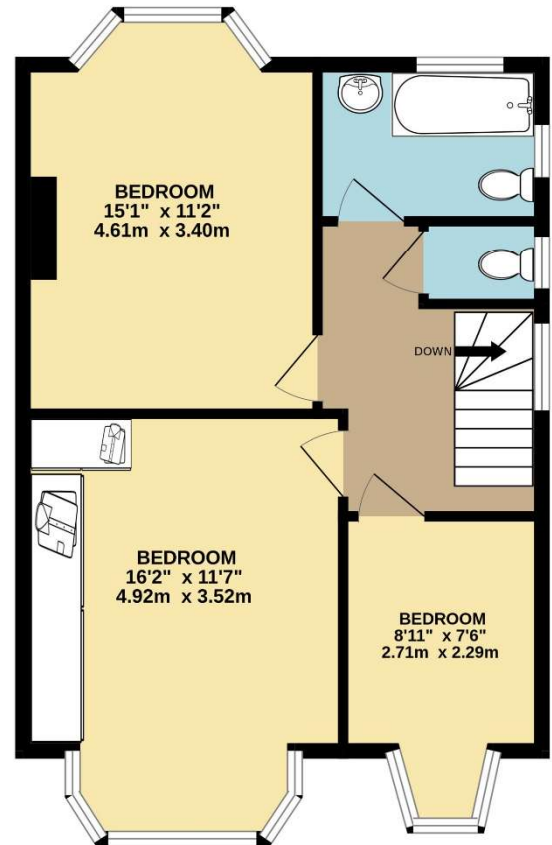 BEDROOM
15'1" x 11'2"
4.61m x 3.40m
DOWN
BEDROOM
16'2" x 11'7"
4.92m x 3.52m
BEDROOM
8'11" x 7'6"
2.71m x 2.29m